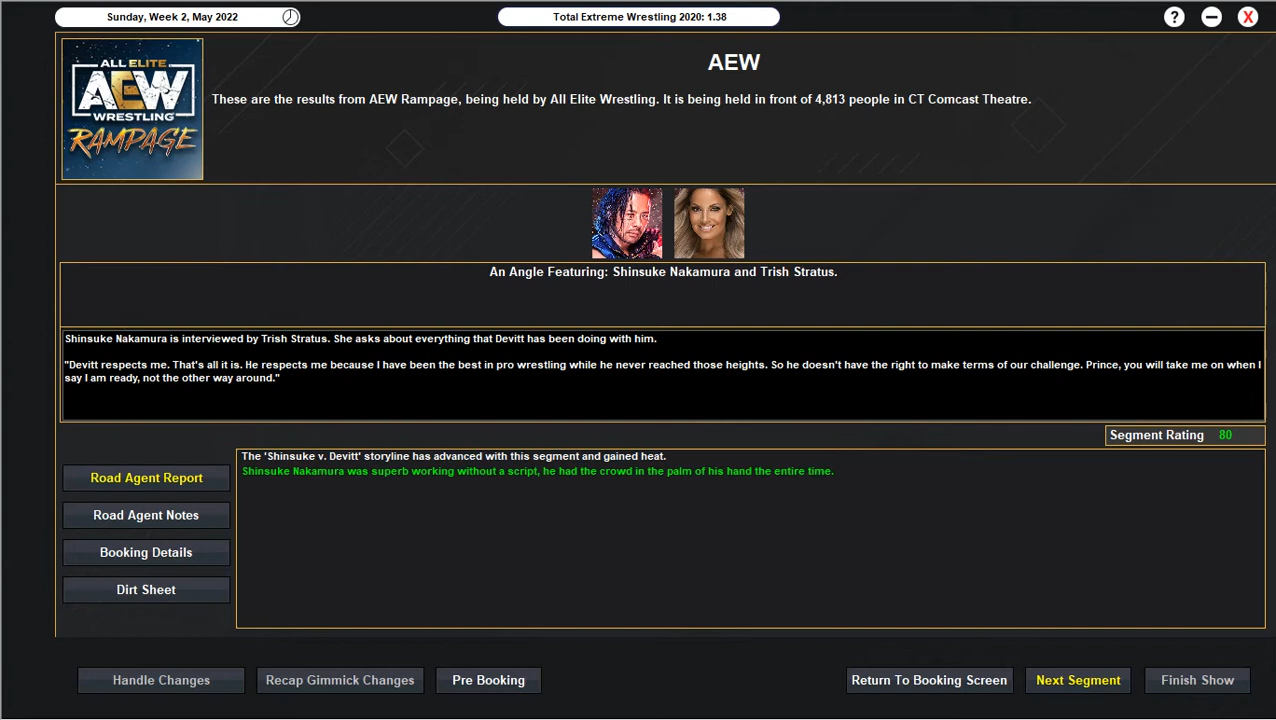 Sunday, Week 2, May 2022
Total Extreme Wrestling 2020: 1.38
?
X
ALL ELITE
AEW
WRESTLING
RAMPAGE
AEW
These are the results from AEW Rampage, being held by All Elite Wrestling. It is being held in front of 4,813 people in CT Comcast Theatre.
An Angle Featuring: Shinsuke Nakamura and Trish Stratus.
Shinsuke Nakamura is interviewed by Trish Stratus. She asks about everything that Devitt has been doing with him.
"Devitt respects me. That's all it is. He respects me because I have been the best in pro wrestling while he never reached those heights. So he doesn't have the right to make terms of our challenge. Prince, you will take me on when I
say I am ready, not the other way around."
Segment Rating 80
The 'Shinsuke v. Devitt' storyline has advanced with this segment and gained heat.
Shinsuke Nakamura was superb working without a script, he had the crowd in the palm of his hand the entire time.
Road Agent Report
Road Agent Notes
Booking Details
Dirt Sheet
Handle Changes
Recap Gimmick Changes
Pre Booking
Return To Booking Screen
Next Segment
Finish Show